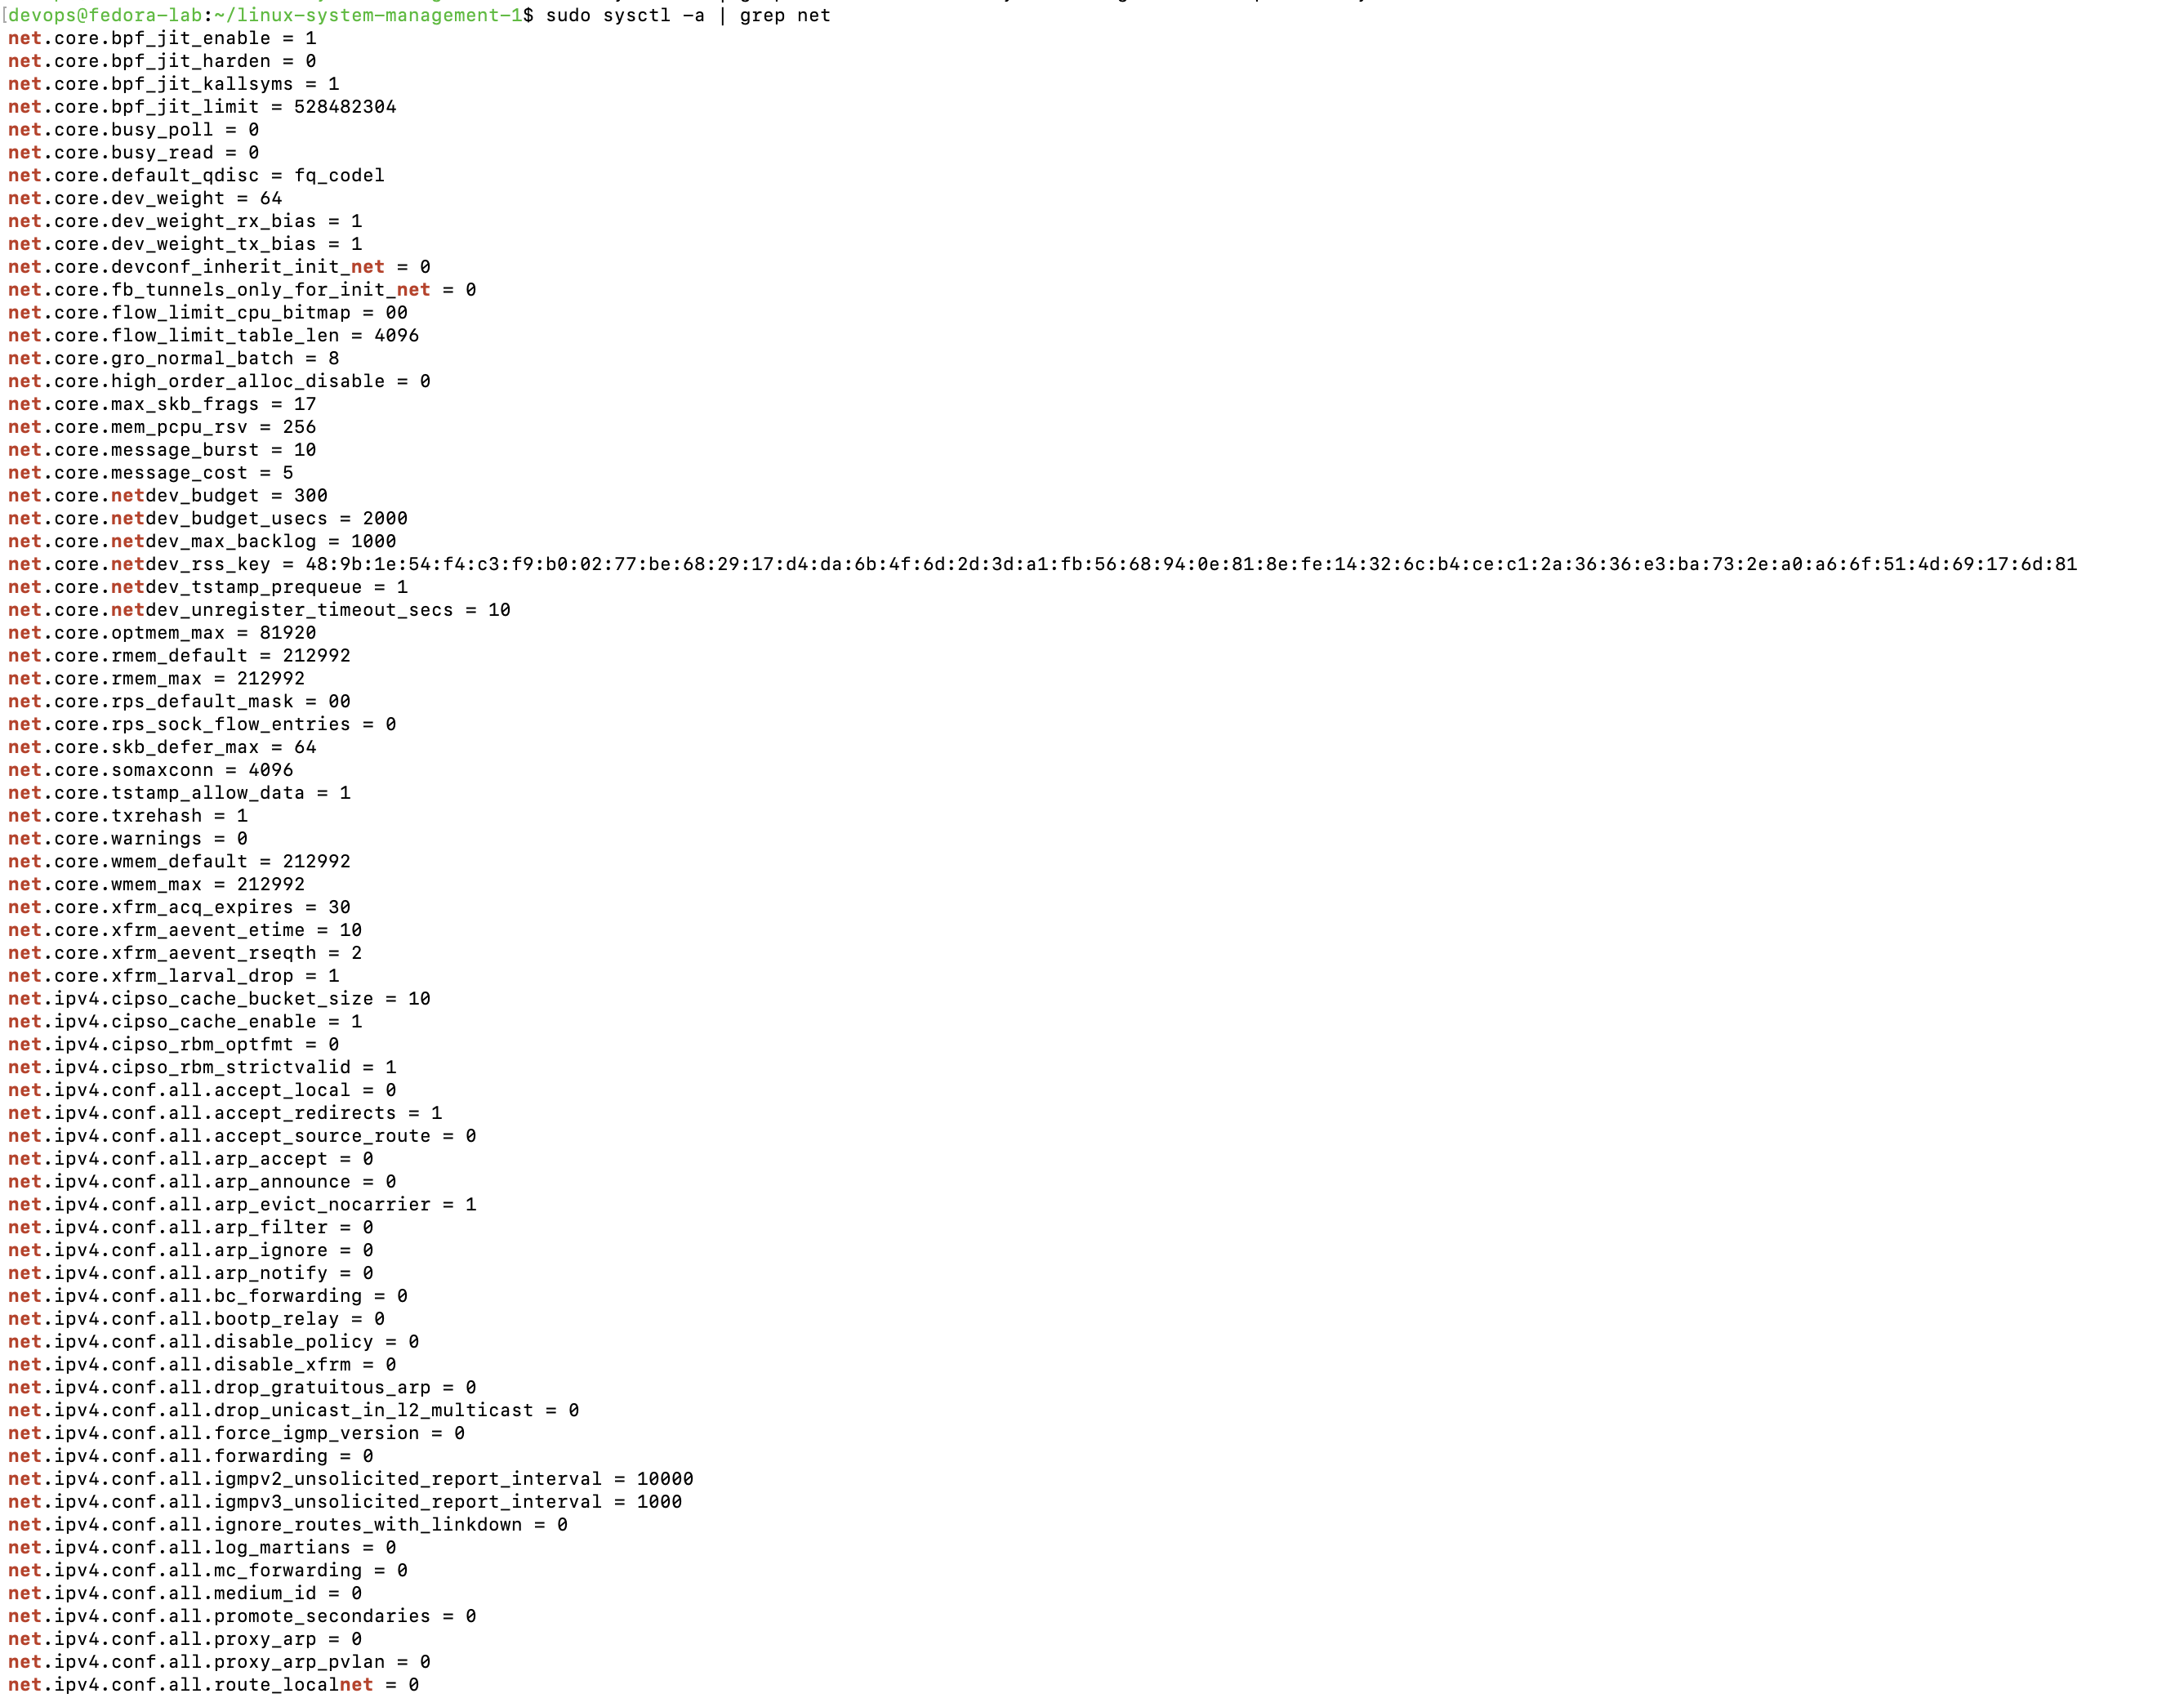 [devops@fedora-lab:~/linux-system-management-1$ sudo sysctl -a | grep net
net.core.bpf_jit_enable = 1
net.core.bpf_jit_harden = 0
net.core.bpf_jit_kallsyms = 1
net.core.bpf_jit_limit = 528482304
net.core.busy_poll = 0
net.core.busy_read = 0
net.core.default_qdisc = fq_codel
net.core.dev_weight = 64
net.core.dev_weight_rx_bias = 1
net.core.dev_weight_tx_bias = 1
net.core.devconf_inherit_init_net = 0
net.core.fb_tunnels_only_for_init_net = 0
net.core.flow_limit_cpu_bitmap = 00
net.core.flow_limit_table_len = 4096
net.core.gro_normal_batch = 8
net.core.high_order_alloc_disable = 0
net.core.max_skb_frags = 17
net.core.mem_pcpu_rsv = 256
net.core.message_burst = 10
net.core.message_cost = 5
net.core.netdev_budget = 300
net.core.netdev_budget_usecs = 2000
net.core.netdev_max_backlog = 1000
net.core.netdev_rss_key = 48:9b:1e:54:f4:c3:f9:b0:02:77:be:68:29:17:d4:da:6b:4f:6d:2d:3d:a1:fb:56:68:94:0e:81:8e:fe:14:32:6c:b4:ce:c1:2a:36:36:e3:ba:73:2e:a0:a6:6f:51:4d:69:17:6d:81
net.core.netdev_tstamp_prequeue = 1
net.core.netdev_unregister_timeout_secs = 10
net.core.optmem_max = 81920
net.core.rmem_default = 212992
net.core.rmem_max = 212992
net.core.rps_default_mask = 00
net.core.rps_sock_flow_entries = 0
net.core.skb_defer_max = 64
net.core.somaxconn = 4096
net.core.tstamp_allow_data = 1
net.core.txrehash = 1
net.core.warnings = 0
net.core.wmem_default = 212992
net.core.wmem_max = 212992
net.core.xfrm_acq_expires = 30
net.core.xfrm_aevent_etime = 10
net.core.xfrm_aevent_rseqth = 2
net.core.xfrm_larval_drop = 1
net.ipv4.cipso_cache_bucket_size = 10
net.ipv4.cipso_cache_enable = 1
net.ipv4.cipso_rbm_optfmt = 0
net.ipv4.cipso_rbm_strictvalid = 1
net.ipv4.conf.all.accept_local = 0
net.ipv4.conf.all.accept_redirects = 1
net.ipv4.conf.all.accept_source_route = 0
net.ipv4.conf.all.arp_accept = 0
net.ipv4.conf.all.arp_announce = 0
net.ipv4.conf.all.arp_evict_nocarrier = 1
net.ipv4.conf.all.arp_filter = 0
net.ipv4.conf.all.arp_ignore = 0
net.ipv4.conf.all.arp_notify = 0
net.ipv4.conf.all.bc_forwarding = 0
net.ipv4.conf.all.bootp_relay = 0
net.ipv4.conf.all.disable_policy = 0
net.ipv4.conf.all.disable_xfrm = 0
net.ipv4.conf.all.drop_gratuitous_arp = 0
net.ipv4.conf.all.drop_unicast_in_l2_multicast = 0
net.ipv4.conf.all.force_igmp_version = 0
net.ipv4.conf.all.forwarding = 0
net.ipv4.conf.all.igmpv2_unsolicited_report_interval = 10000
net.ipv4.conf.all.igmpv3_unsolicited_report_interval = 1000
net.ipv4.conf.all.ignore_routes_with_linkdown = 0
net.ipv4.conf.all.log_martians = 0
net.ipv4.conf.all.mc_forwarding = 0
net.ipv4.conf.all.medium_id = 0
net.ipv4.conf.all.promote_secondaries = 0
net.ipv4.conf.all.proxy_arp = 0
net.ipv4.conf.all.proxy_arp_pvlan = 0
net.ipv4.conf.all.route_localnet = 0